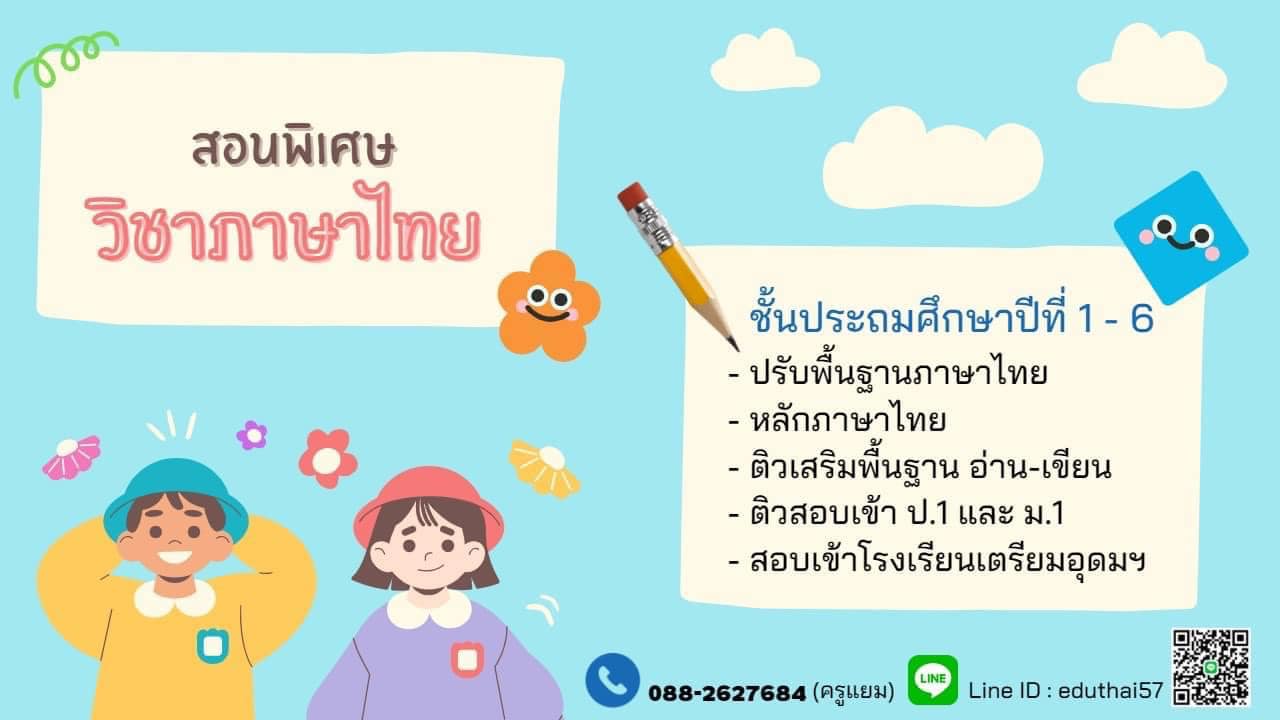 สอนพิเศษ
วิชาภาษาไทย
ชั้นประถมศึกษาปีที่ 1 - 6
- ปรับพื้นฐานภาษาไทย
- หลักภาษาไทย
- ติวเสริมพื้นฐาน อ่าน-เขียน
- ติวสอบเข้า ป.1 และ ม.1
- สอบเข้าโรงเรียนเตรียมอุดมฯ
088-2627684 (ครูแยม) LINE Line ID : eduthai57